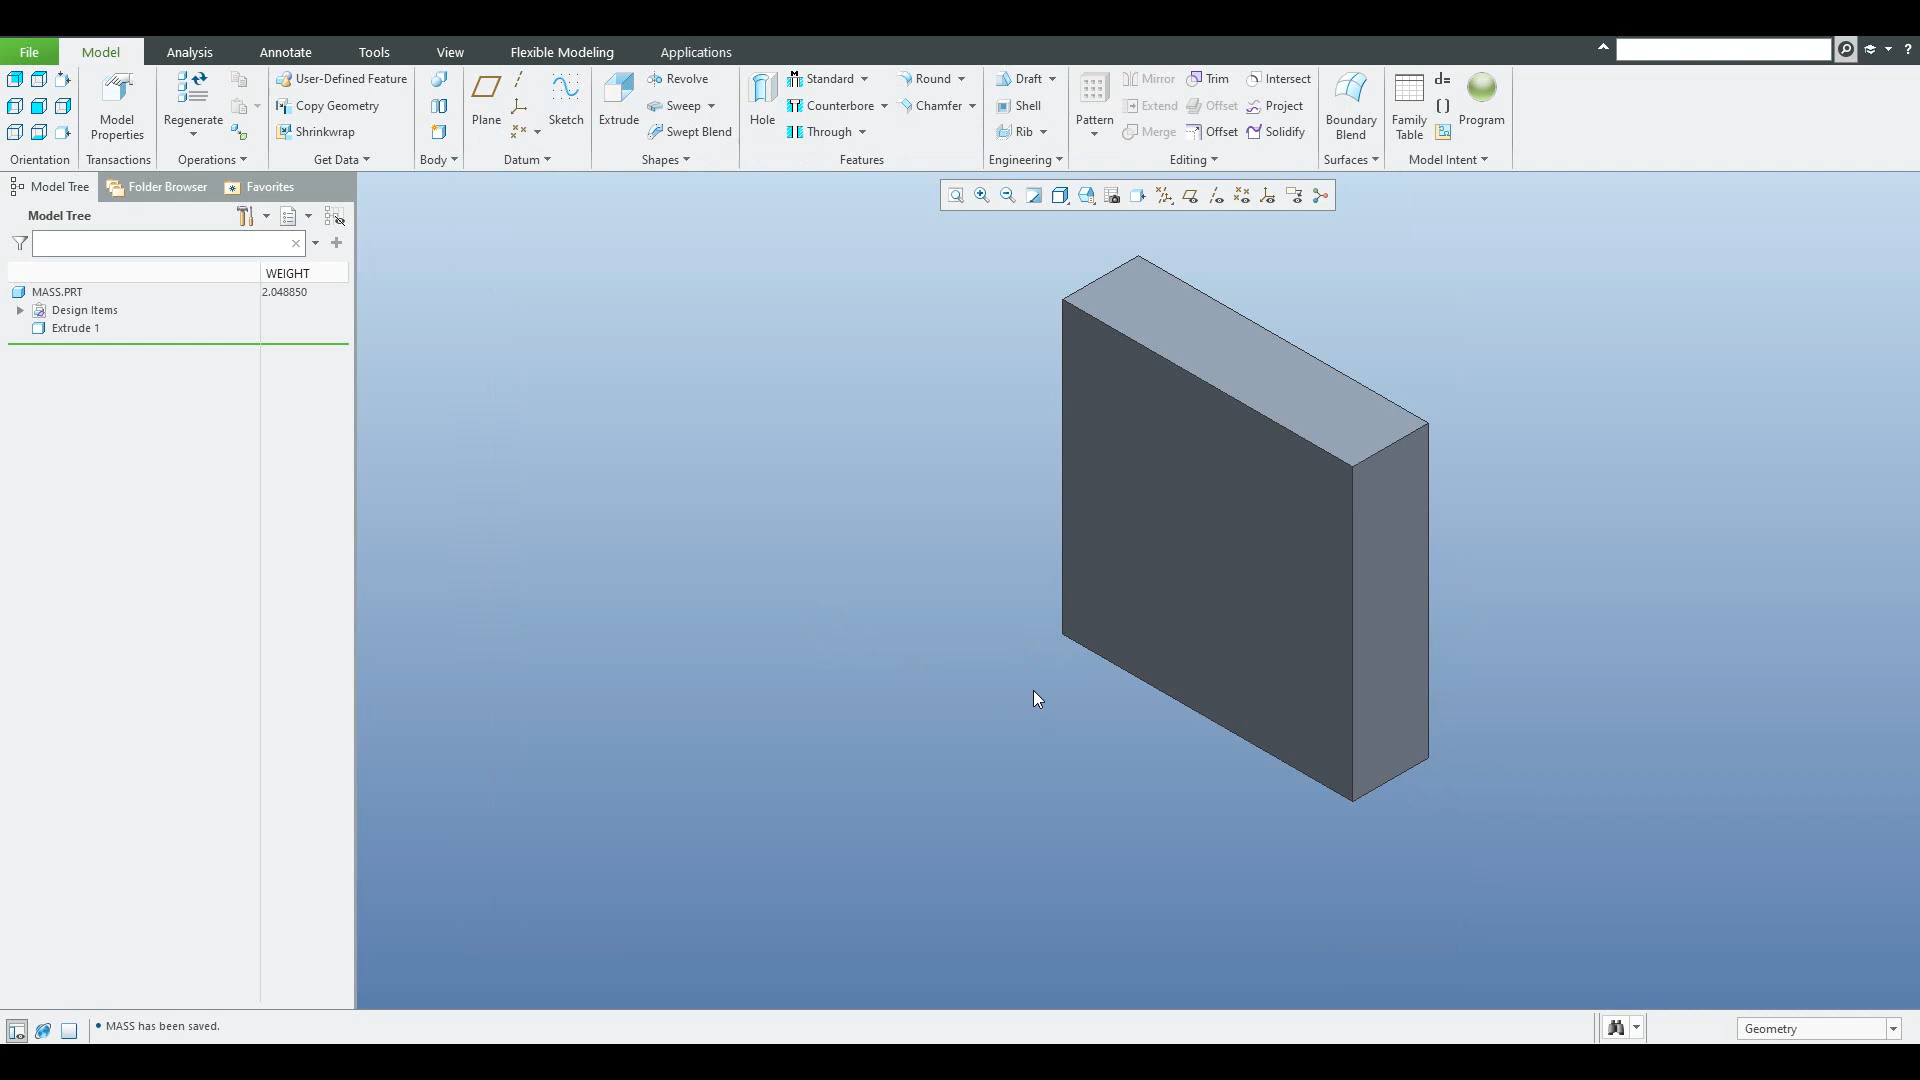 File Model Analysis Annotate Tools View Flexible Modeling Applications ?
User-Defined Feature Revolve Standard Round Draft Mirror Trim Intersect d=
Copy Geometry Sweep Counterbore Chamfer Shell Extend Offset Project ( )
Model Properties Regenerate Plane Sketch Extrude Hole Pattern Boundary Blend Family Table Program
Shrinkwrap Swept Blend Through Rib Merge Offset Solidify
Orientation Transactions Operations Get Data Body Datum Shapes Features Engineering Editing Surfaces Model Intent
Model Tree Folder Browser Favorites
Model Tree
WEIGHT
MASS.PRT 2.048850
Design Items
Extrude 1
• MASS has been saved.
Geometry